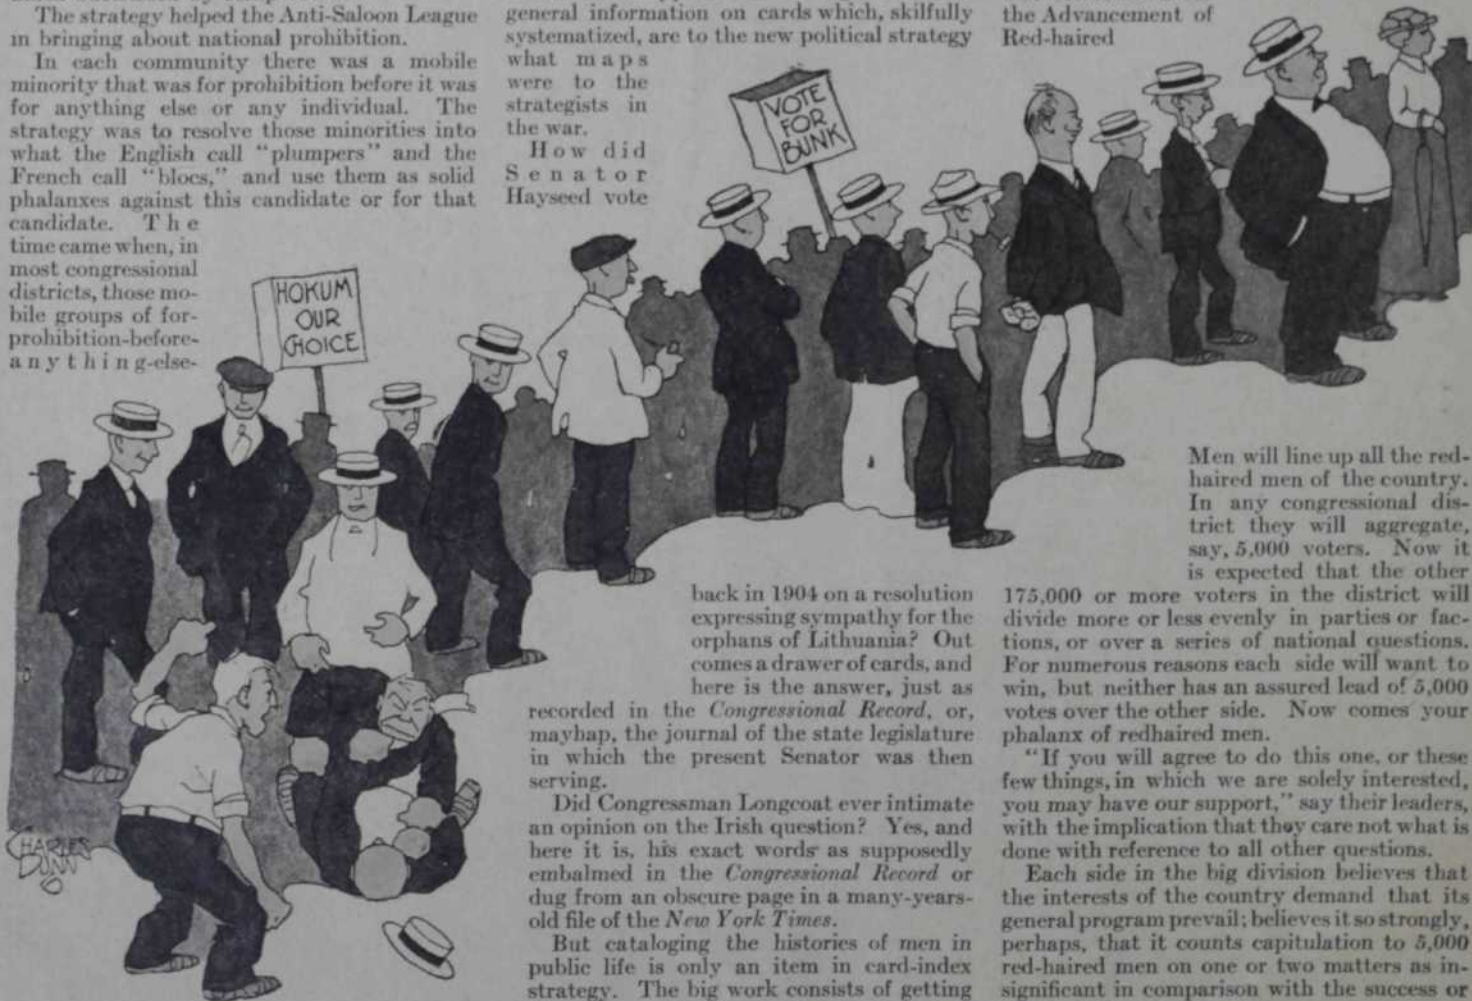 The strategy helped the Anti-Saloon League
in bringing about national prohibition.
In each community there was a mobile
minority that was for prohibition before it was
for anything else or any individual. The
strategy was to resolve those minorities into
what the English call "plumpers" and the
French call "blocs," and use them as solid
phalanxes against this candidate or for that
candidate. The
time came when, in
most congressional
districts, those mo-
bile groups of for-
prohibition-before-
anything-else-
HOKUM
OUR
CHOICE
CHARLES
DUNN
general information on cards which, skilfully
systematized, are to the new political strategy
what maps
were to the
strategists in
the war.
How did
Senator
Hayseed vote
VOTE
FOR
BUNK
back in 1904 on a resolution
expressing sympathy for the
orphans of Lithuania? Out
comes a drawer of cards, and
here is the answer, just as
recorded in the Congressional Record, or,
mayhap, the journal of the state legislature
in which the present Senator was then
serving.
Did Congressman Longcoat ever intimate
an opinion on the Irish question? Yes, and
here it is, his exact words as supposedly
embalmed in the Congressional Record or
dug from an obscure page in a many-years-
old file of the New York Times.
But cataloging the histories of men in
public life is only an item in card-index
strategy. The big work consists of getting
the Advancement of
Red-haired
Men will line up all the red-
haired men of the country.
In any congressional dis-
trict they will aggregate,
say, 5,000 voters. Now it
is expected that the other
175,000 or more voters in the district will
divide more or less evenly in parties or fac-
tions, or over a series of national questions.
For numerous reasons each side will want to
win, but neither has an assured lead of 5,000
votes over the other side. Now comes your
phalanx of redhaired men.
"If you will agree to do this one, or these
few things, in which we are solely interested,
you may have our support," say their leaders,
with the implication that they care not what is
done with reference to all other questions.
Each side in the big division believes that
the interests of the country demand that its
general program prevail; believes it so strongly,
perhaps, that it counts capitulation to 5,000
red-haired men on one or two matters as in-
significant in comparison with the success or